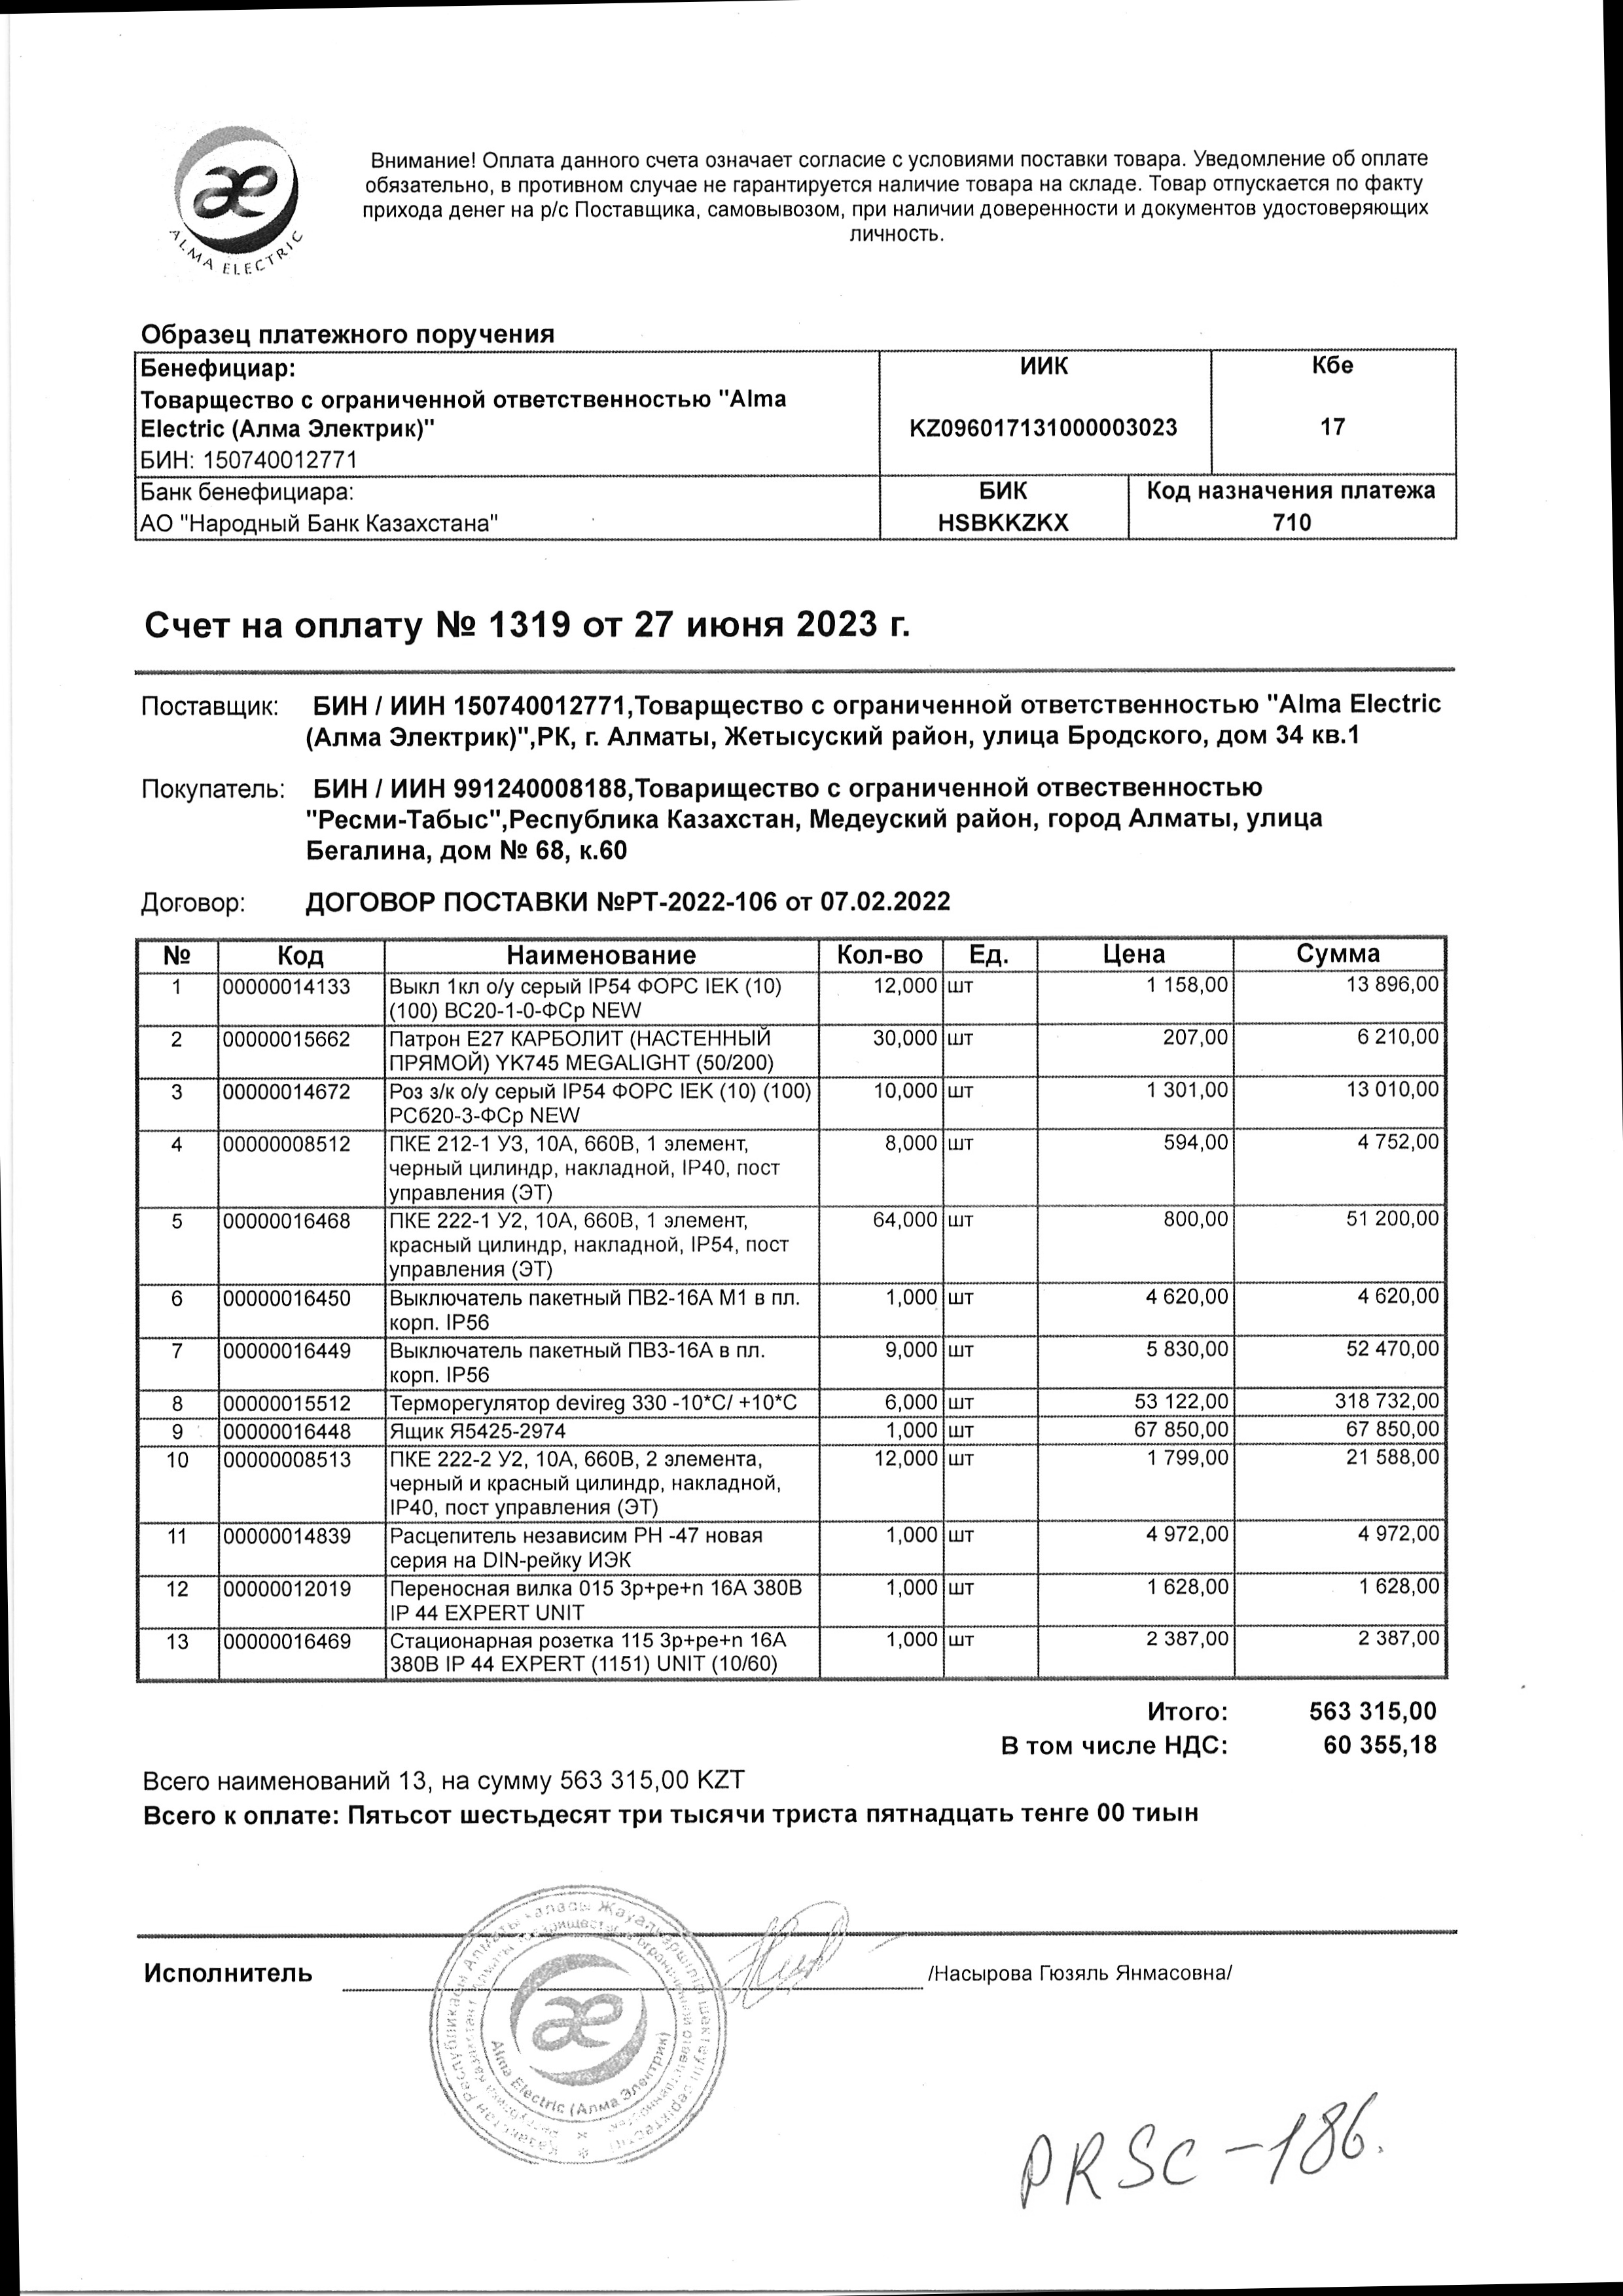 ALMA ELECTRIC
Внимание! Оплата данного счета означает согласие с условиями поставки товара. Уведомление об оплате
обязательно, в противном случае не гарантируется наличие товара на складе. Товар отпускается по факту
прихода денег на р/с Поставщика, самовывозом, при наличии доверенности и документов удостоверяющих
личность.
Образец платежного поручения
Бенефициар: ИИК Кбе
Товарщество с ограниченной ответственностью "Alma
Electric (Алма Электрик)" KZ096017131000003023 17
БИН: 150740012771
Банк бенефициара: БИК Код назначения платежа
АО "Народный Банк Казахстана" HSBKKZKX 710
Счет на оплату № 1319 от 27 июня 2023 г.
Поставщик: БИН / ИИН 150740012771,Товарщество с ограниченной ответственностью "Alma Electric
(Алма Электрик)",РК, г. Алматы, Жетысуский район, улица Бродского, дом 34 кв.1
Покупатель: БИН / ИИН 991240008188,Товарищество с ограниченной отвественностью
"Ресми-Табыс",Республика Казахстан, Медеуский район, город Алматы, улица
Бегалина, дом № 68, к.60
Договор: ДОГОВОР ПОСТАВКИ №РТ-2022-106 от 07.02.2022
№ Код Наименование Кол-во Ед. Цена Сумма
1 00000014133 Выкл 1кл о/у серый IP54 ФОРС IEK (10) 12,000 шт 1 158,00 13 896,00
(100) ВС20-1-0-ФСр NEW
2 00000015662 Патрон Е27 КАРБОЛИТ (НАСТЕННЫЙ 30,000 шт 207,00 6 210,00
ПРЯМОЙ) YK745 MEGALIGHT (50/200)
3 00000014672 Роз з/к о/у серый IP54 ФОРС IEK (10) (100) 10,000 шт 1 301,00 13 010,00
РСб20-3-ФСр NEW
4 00000008512 ПКЕ 212-1 У3, 10А, 660В, 1 элемент, 8,000 шт 594,00 4 752,00
черный цилиндр, накладной, IP40, пост
управления (ЭТ)
5 00000016468 ПКЕ 222-1 У2, 10А, 660В, 1 элемент, 64,000 шт 800,00 51 200,00
красный цилиндр, накладной, IP54, пост
управления (ЭТ)
6 00000016450 Выключатель пакетный ПВ2-16А М1 в пл. 1,000 шт 4 620,00 4 620,00
корп. IP56
7 00000016449 Выключатель пакетный ПВ3-16А в пл. 9,000 шт 5 830,00 52 470,00
корп. IP56
8 00000015512 Терморегулятор devireg 330 -10*С/ +10*С 6,000 шт 53 122,00 318 732,00
9 00000016448 Ящик Я5425-2974 1,000 шт 67 850,00 67 850,00
10 00000008513 ПКЕ 222-2 У2, 10А, 660В, 2 элемента, 12,000 шт 1 799,00 21 588,00
черный и красный цилиндр, накладной,
IP40, пост управления (ЭТ)
11 00000014839 Расцепитель независим РН -47 новая 1,000 шт 4 972,00 4 972,00
серия на DIN-рейку ИЭК
12 00000012019 Переносная вилка 015 3p+pe+n 16А 380В 1,000 шт 1 628,00 1 628,00
IP 44 EXPERT UNIT
13 00000016469 Стационарная розетка 115 3p+pe+n 16А 1,000 шт 2 387,00 2 387,00
380В IP 44 EXPERT (1151) UNIT (10/60)
Итого: 563 315,00
В том числе НДС: 60 355,18
Всего наименований 13, на сумму 563 315,00 KZT
Всего к оплате: Пятьсот шестьдесят три тысячи триста пятнадцать тенге 00 тиын
Исполнитель /Насырова Гюзяль Янмасовна/
Alma Electric (Алма Электрик)
PRSC-186.